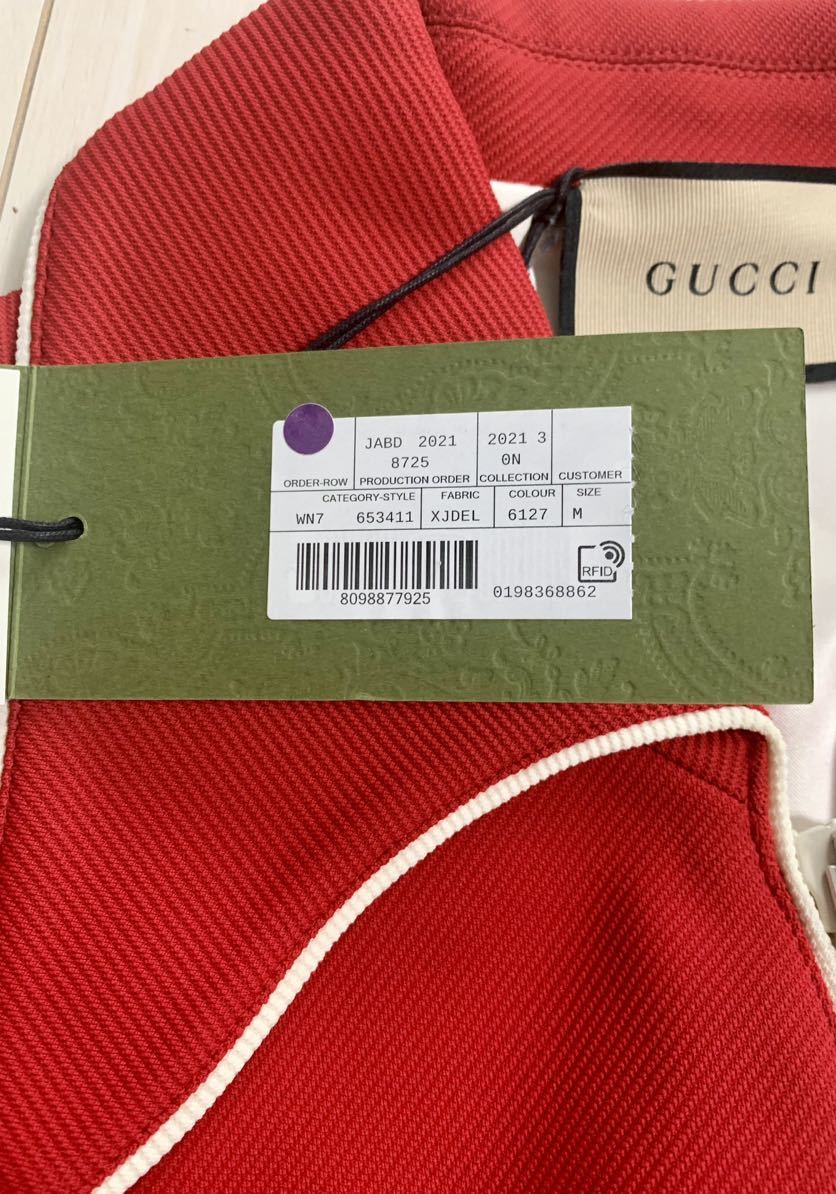 GUCCI
JABD 2021
8725
2021 3
0N
ORDER-ROW PRODUCTION ORDER COLLECTION CUSTOMER
CATEGORY-STYLE FABRIC COLOUR SIZE
WN7 653411 XJDEL 6127 M
RFID
8098877925
0198368862